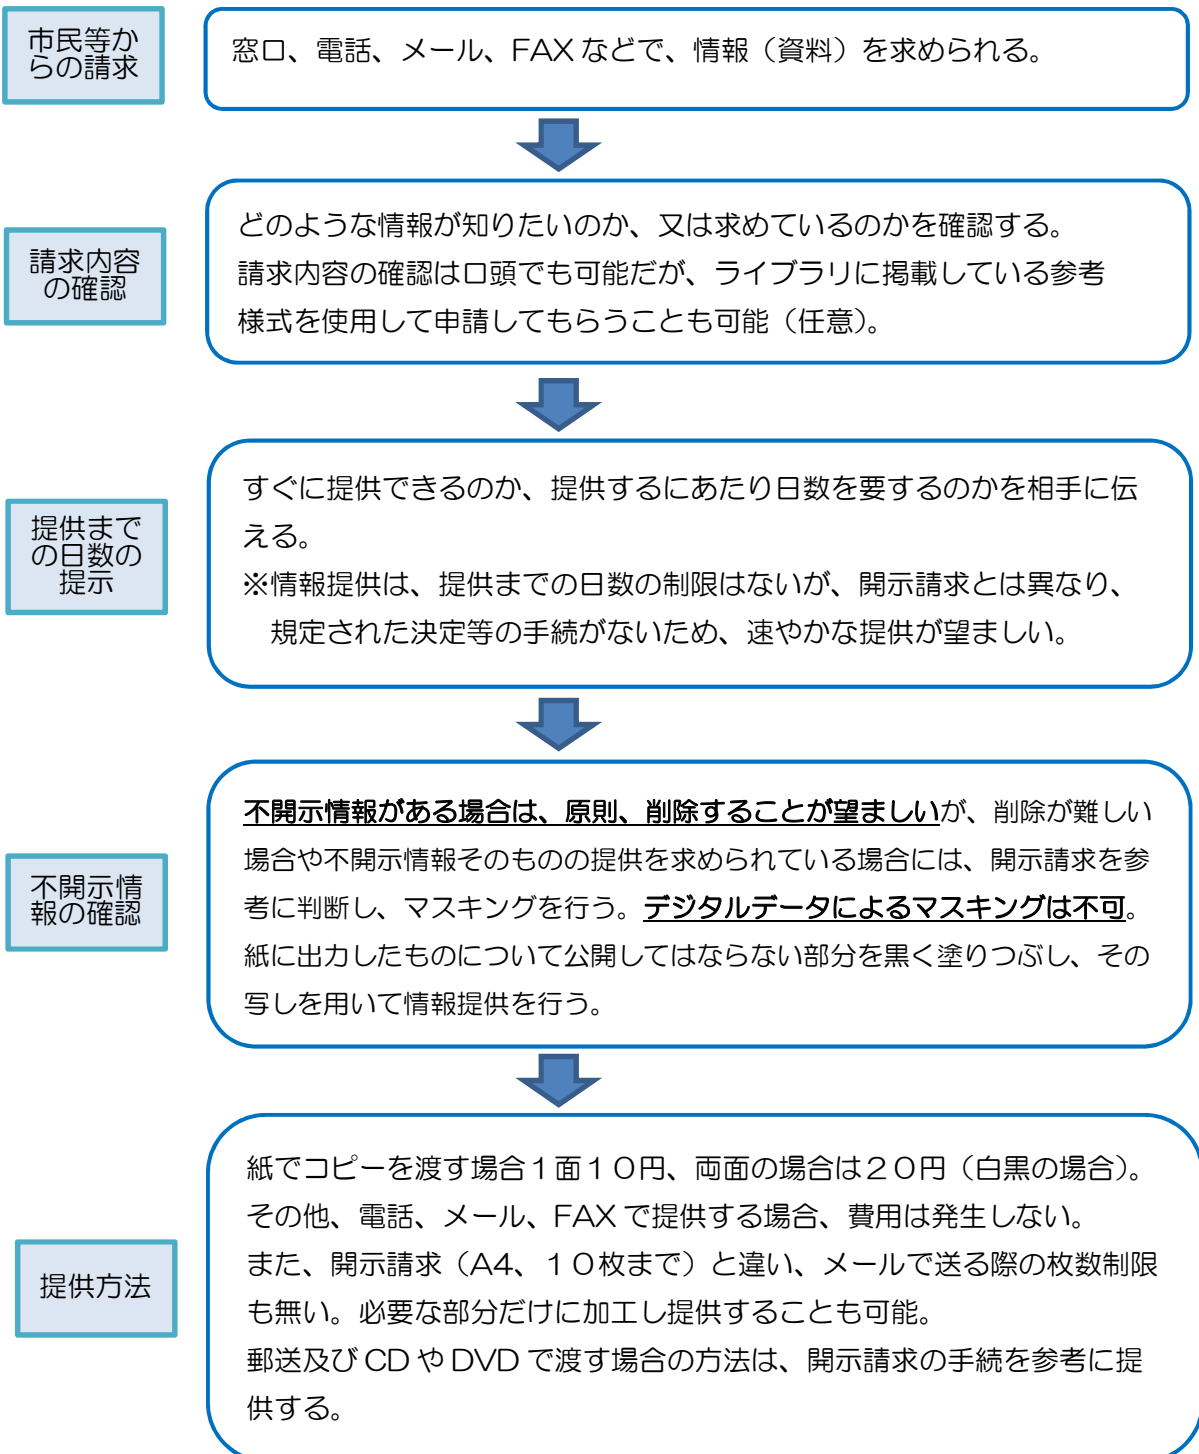 市民等か
らの請求
窓口、電話、メール、FAXなどで、情報（資料）を求められる。
請求内容
の確認
どのような情報が知りたいのか、又は求めているのかを確認する。
請求内容の確認は口頭でも可能だが、ライブラリに掲載している参考
様式を使用して申請してもらうことも可能（任意）。
提供まで
の日数の
提示
すぐに提供できるのか、提供するにあたり日数を要するのかを相手に伝
える。
※情報提供は、提供までの日数の制限はないが、開示請求とは異なり、
規定された決定等の手続がないため、速やかな提供が望ましい。
不開示情
報の確認
不開示情報がある場合は、原則、削除することが望ましいが、削除が難しい
場合や不開示情報そのものの提供を求められている場合には、開示請求を参
考に判断し、マスキングを行う。デジタルデータによるマスキングは不可。
紙に出力したものについて公開してはならない部分を黒く塗りつぶし、その
写しを用いて情報提供を行う。
提供方法
紙でコピーを渡す場合１面１０円、両面の場合は２０円（白黒の場合）。
その他、電話、メール、FAXで提供する場合、費用は発生しない。
また、開示請求（A4、１０枚まで）と違い、メールで送る際の枚数制限
も無い。必要な部分だけに加工し提供することも可能。
郵送及びCDやDVDで渡す場合の方法は、開示請求の手続を参考に提
供する。